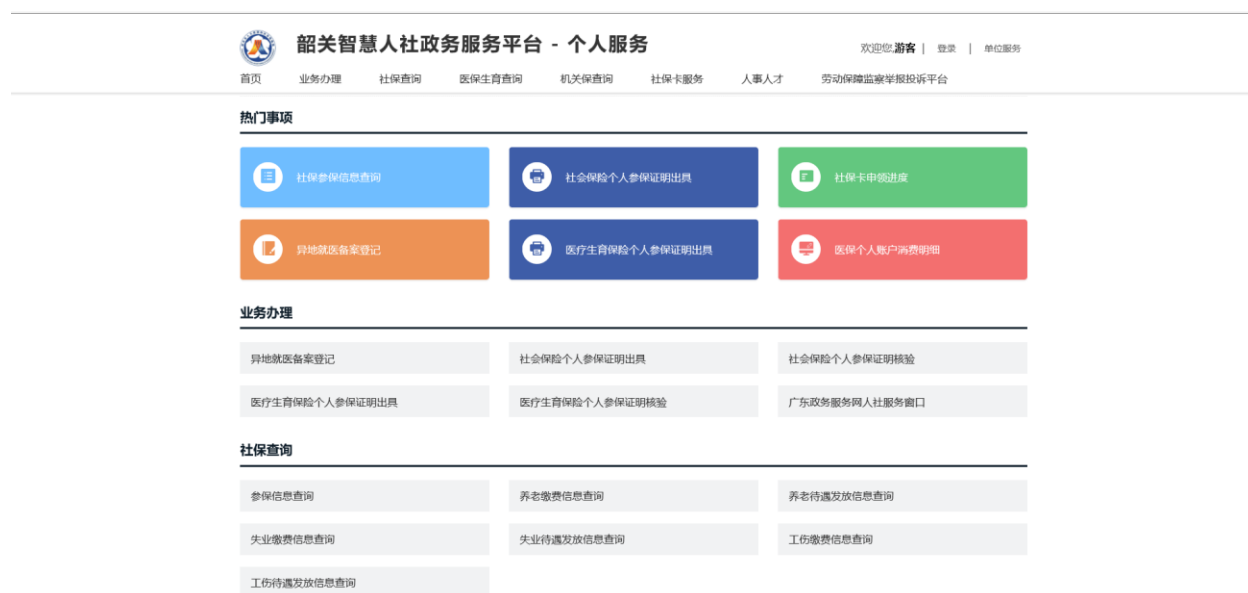 韶关智慧人社政务服务平台 - 个人服务
欢迎您,游客 | 登录 | 单位服务
首页 业务办理 社保查询 医保生育查询 机关保查询 社保卡服务 人事人才 劳动保障监察举报投诉平台
热门事项
社保参保信息查询 社会保险个人参保证明出具 社保卡申领进度
异地就医备案登记 医疗生育保险个人参保证明出具 医保个人账户消费明细
业务办理
异地就医备案登记 社会保险个人参保证明出具 社会保险个人参保证明核验
医疗生育保险个人参保证明出具 医疗生育保险个人参保证明核验 广东政务服务网人社服务窗口
社保查询
参保信息查询 养老缴费信息查询 养老待遇发放信息查询
失业缴费信息查询 失业待遇发放信息查询 工伤缴费信息查询
工伤待遇发放信息查询